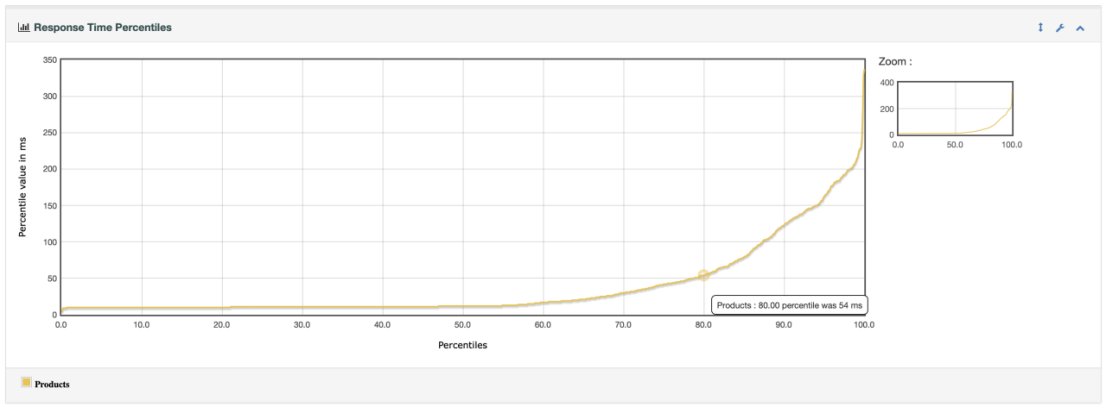 Response Time Percentiles
Zoom :
350
300
250
200
150
100
50
0
Percentile value in ms
0.0 10.0 20.0 30.0 40.0 50.0 60.0 70.0 80.0 90.0 100.0
Percentiles
Products : 80.00 percentile was 54 ms
400
200
0
0.0 50.0 100.0
Products